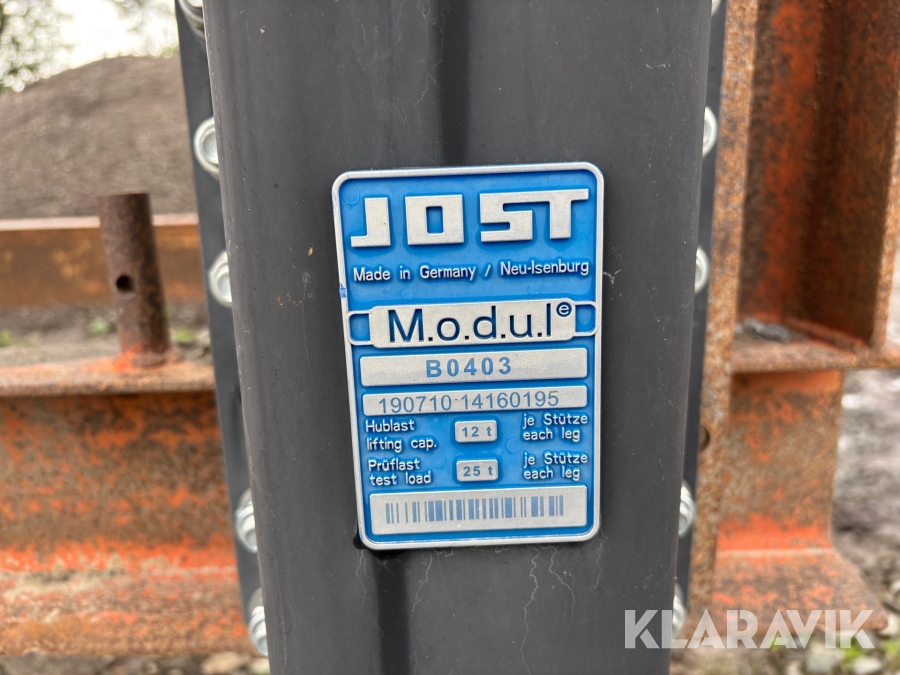 JOST
Made in Germany / Neu-Isenburg
M.o.d.u.l e
B0403
190710 14160195
Hublast 12 t je Stütze
lifting cap. each leg
Prüflast 25 t je Stütze
test load each leg
KLARAVIK